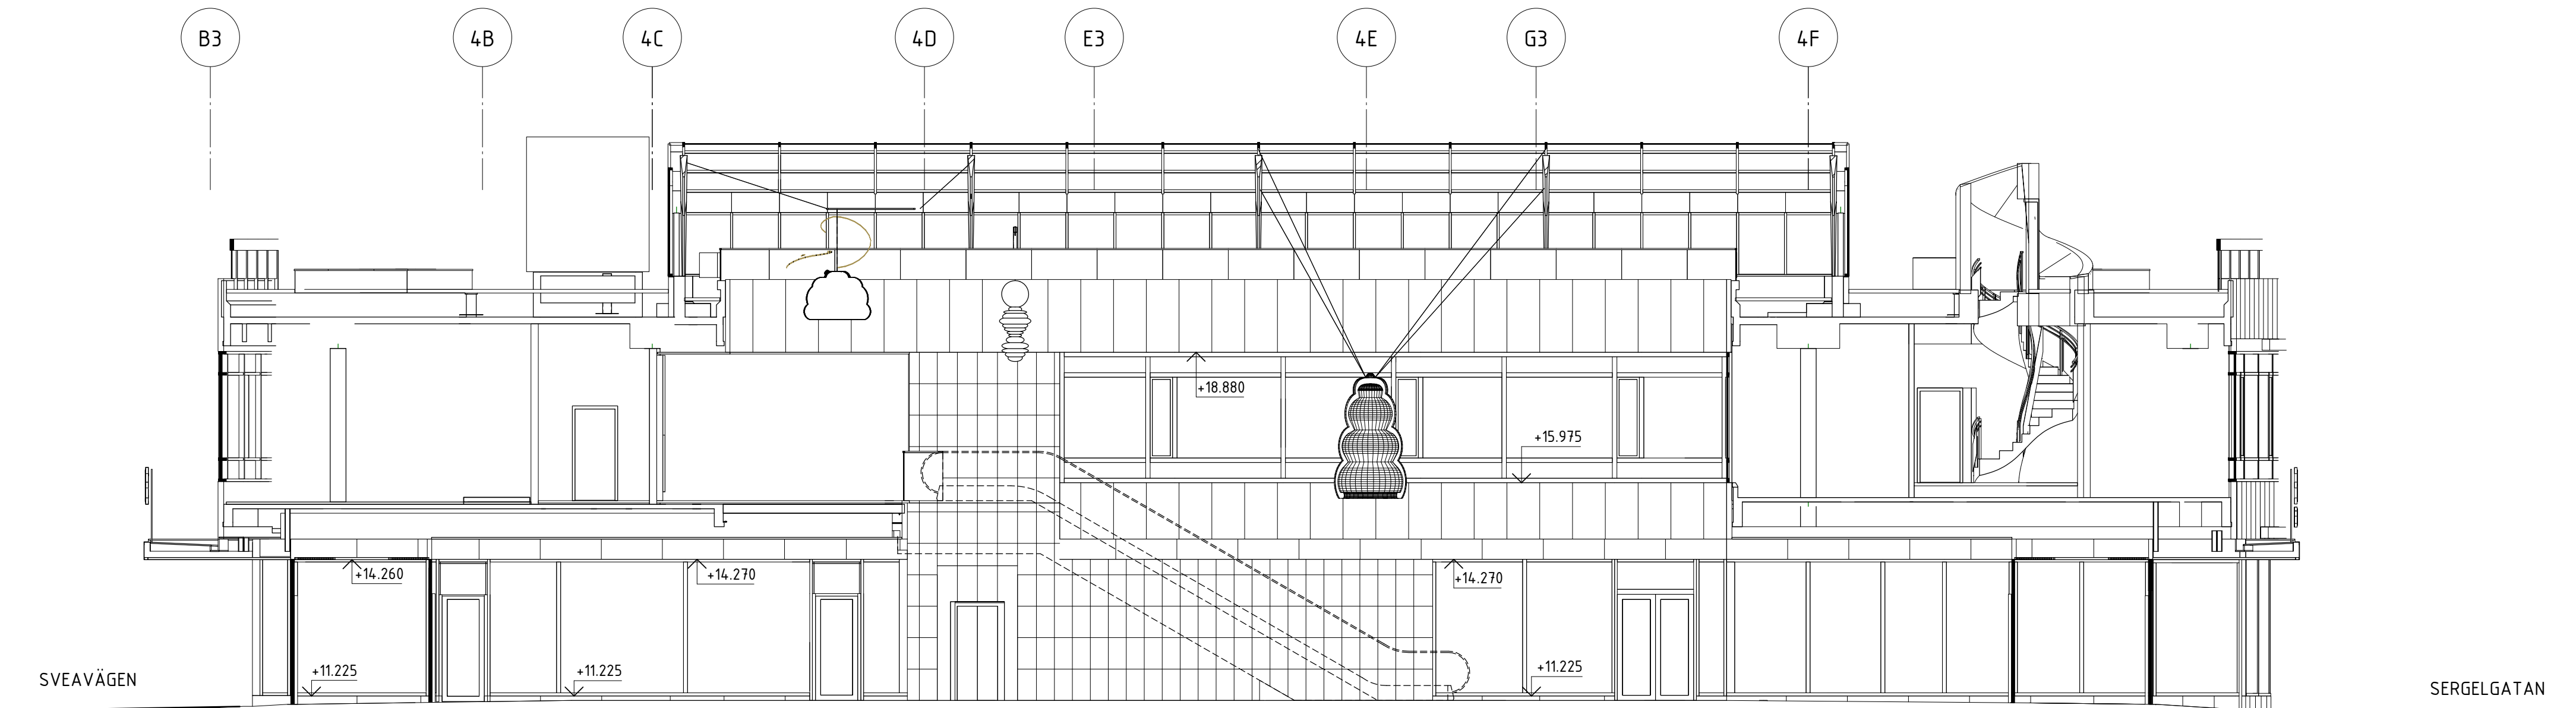 B3 4B 4C 4D E3 4E G3 4F
+18.880
+15.975
+14.260 +14.270 +14.270
+11.225 +11.225 +11.225
SVEAVÄGEN
SERGELGATAN